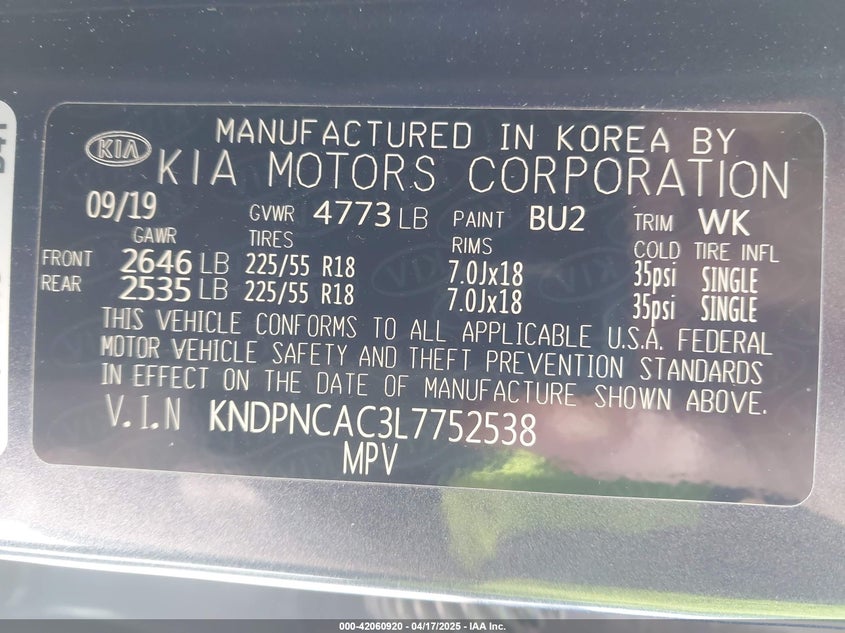 MANUFACTURED IN KOREA BY
KIA KIA MOTORS CORPORATION
09/19 GVWR 4773 LB PAINT BU2 TRIM WK
GAWR TIRES RIMS COLD TIRE INFL
FRONT 2646 LB 225/55 R18 7.0Jx18 35psi SINGLE
REAR 2535 LB 225/55 R18 7.0Jx18 35psi SINGLE
THIS VEHICLE CONFORMS TO ALL APPLICABLE U.S.A. FEDERAL
MOTOR VEHICLE SAFETY AND THEFT PREVENTION STANDARDS
IN EFFECT ON THE DATE OF MANUFACTURE SHOWN ABOVE.
V.I.N KNDPNCAC3L7752538
MPV
000-42060920 - 04/17/2025 - IAA Inc.